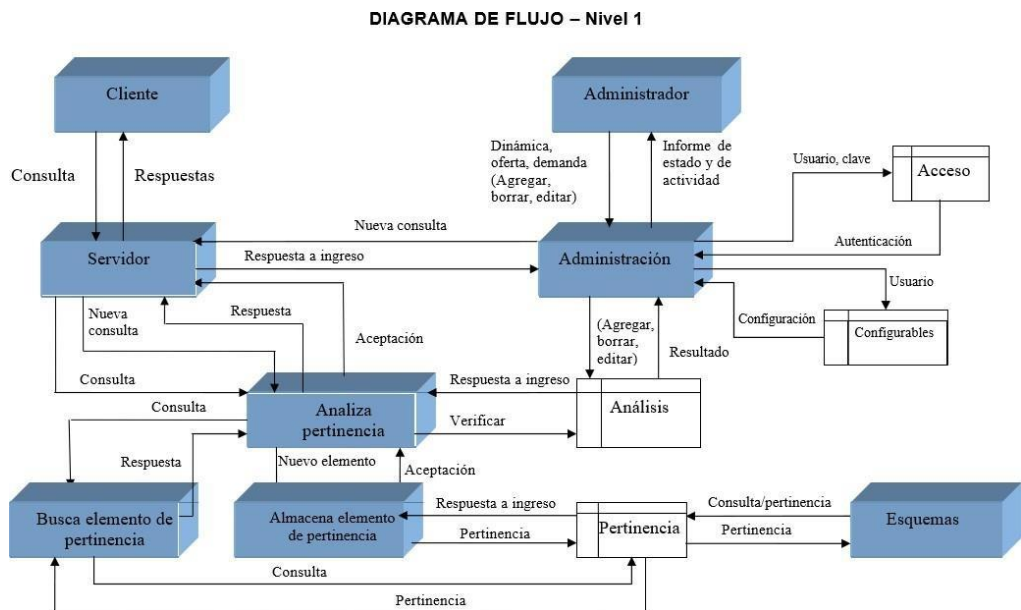 DIAGRAMA DE FLUJO – Nivel 1
Cliente
Administrador
Consulta
Respuestas
Dinámica,
oferta, demanda
(Agregar,
borrar, editar)
Informe de
estado y de
actividad
Usuario, clave
Acceso
Nueva consulta
Servidor
Respuesta a ingreso
Administración
Autenticación
Usuario
Nueva
consulta
Respuesta
Aceptación
(Agregar,
borrar,
editar)
Resultado
Configuración
Configurables
Consulta
Respuesta a ingreso
Consulta
Analiza
pertinencia
Verificar
Análisis
Respuesta
Nuevo elemento
Aceptación
Busca elemento de
pertinencia
Almacena elemento
de pertinencia
Respuesta a ingreso
Pertinencia
Pertinencia
Consulta/pertinencia
Pertinencia
Esquemas
Consulta
Pertinencia